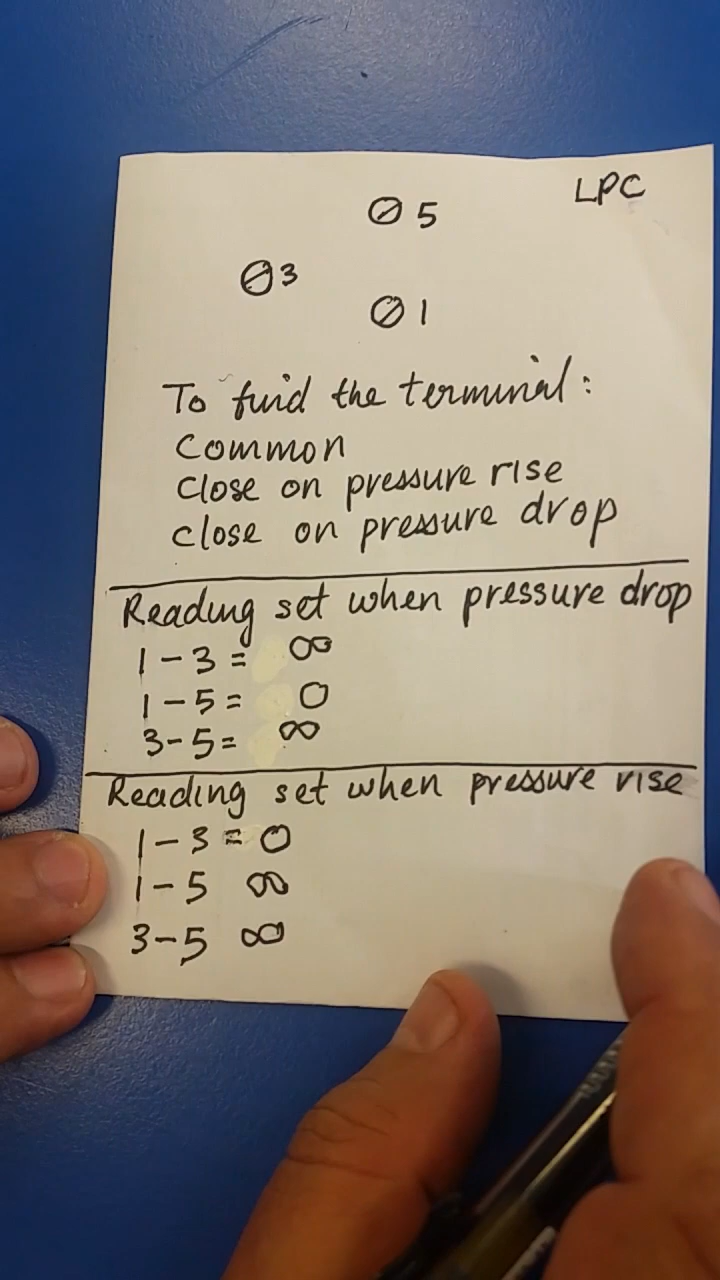 LPC
⊘ 5
⊘ 3
⊘ 1
To find the terminal:
Common
Close on pressure rise
close on pressure drop
Reading set when pressure drop
1-3 = ∞
1-5 = 0
3-5 = ∞
Reading set when pressure rise
1-3 = 0
1-5 ∞
3-5 ∞